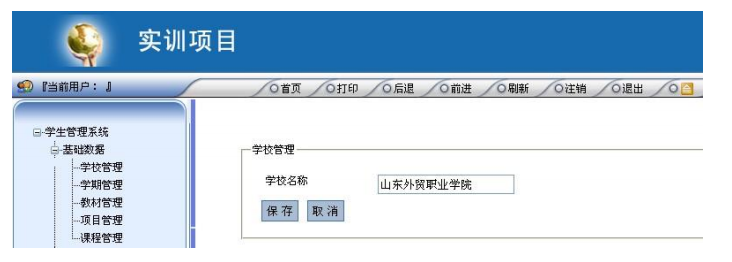 实训项目
『当前用户：』
首页 打印 后退 前进 刷新 注销 退出
学生管理系统
基础数据
学校管理
学期管理
教材管理
项目管理
课程管理
学校管理
学校名称 山东外贸职业学院
保存 取消